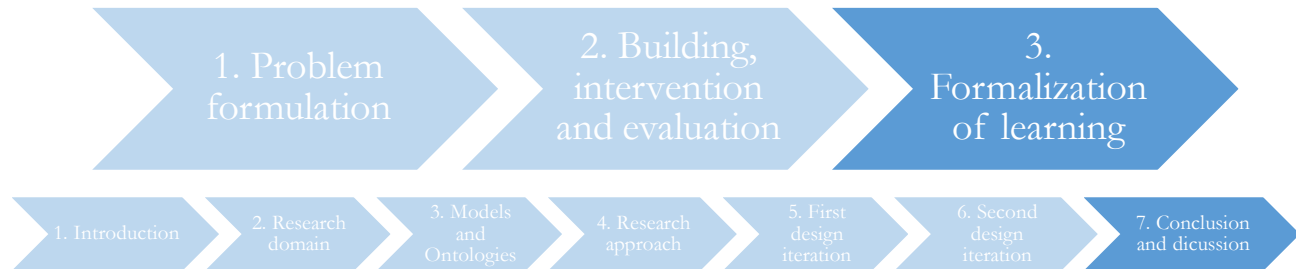 1. Problem
formulation
2. Building,
intervention
and evaluation
3.
Formalization
of learning
1. Introduction
2. Research
domain
3. Models
and
Ontologies
4. Research
approach
5. First
design
iteration
6. Second
design
iteration
7. Conclusion
and dicussion